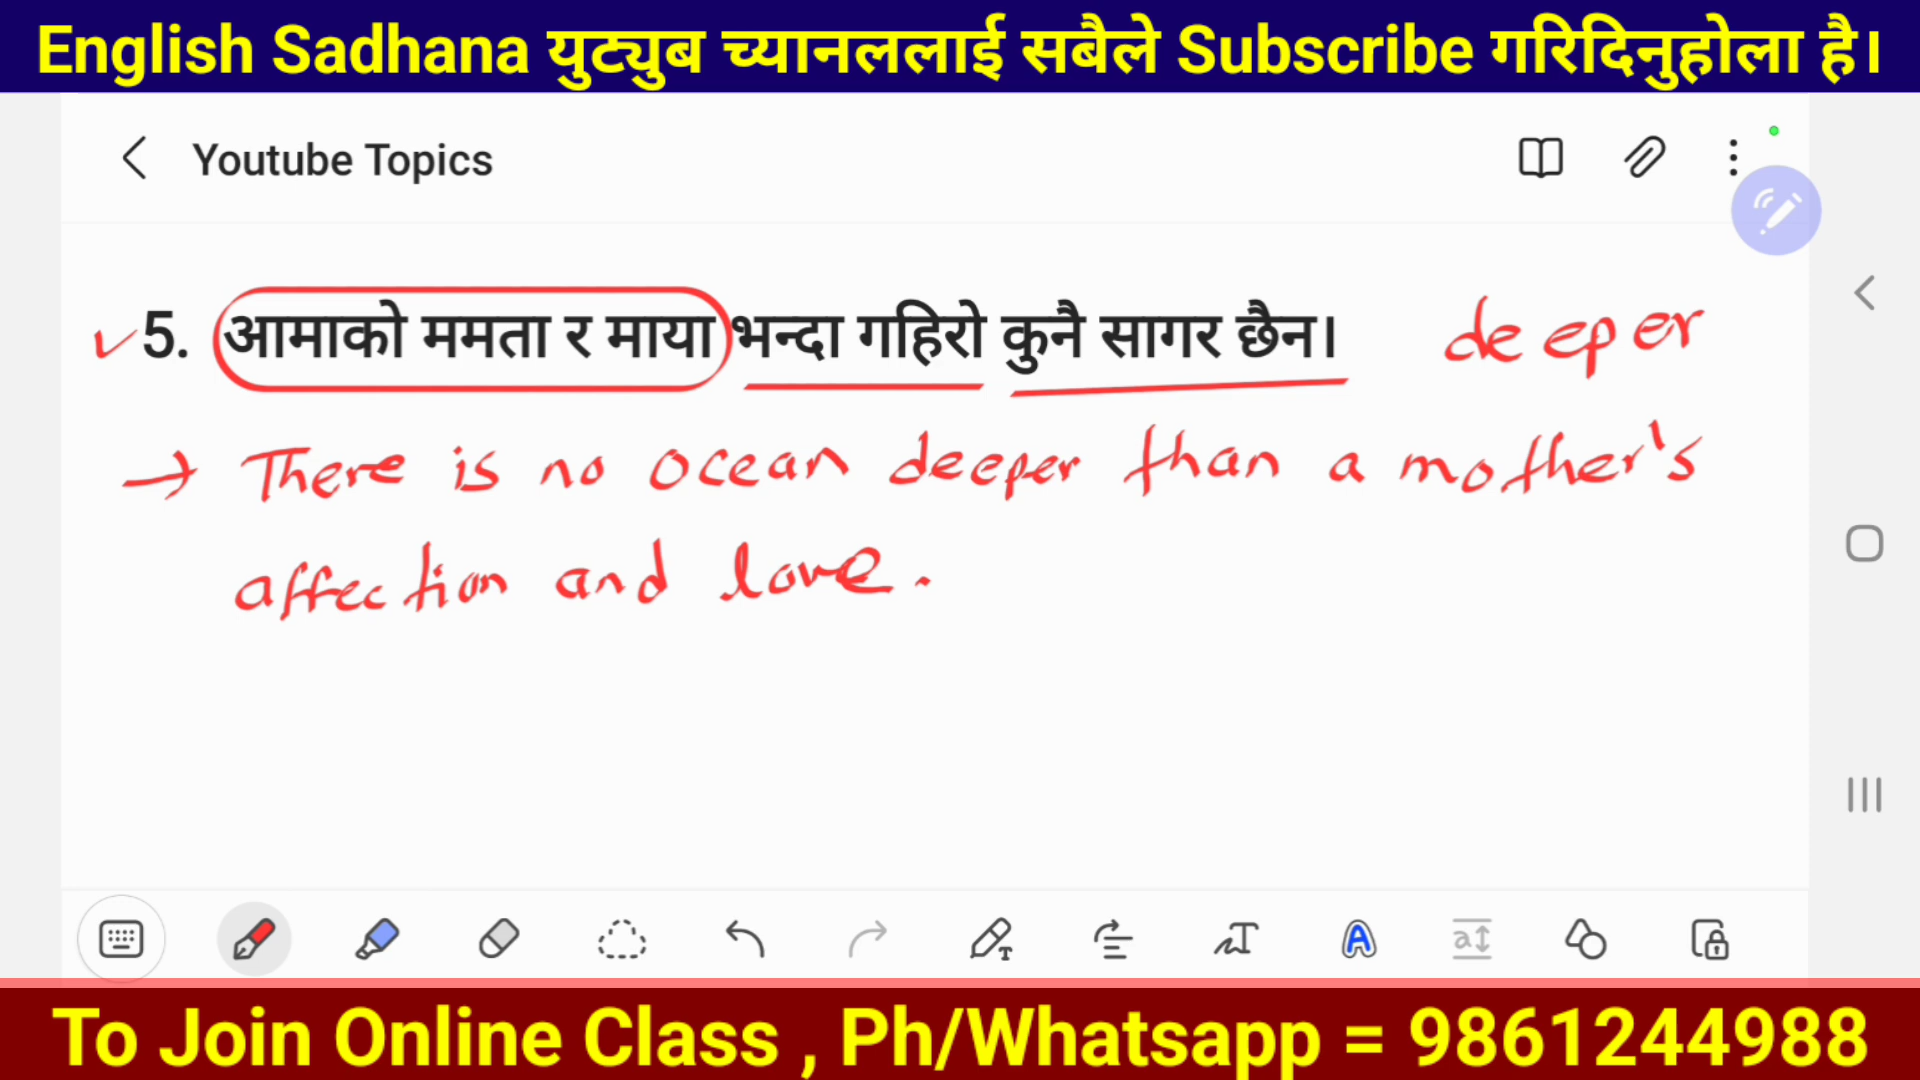 English Sadhana युट्युब च्यानललाई सबैले Subscribe गरिदिनुहोला है।
Youtube Topics
5. आमाको ममता र माया भन्दा गहिरो कुनै सागर छैन। deeper
→ There is no ocean deeper than a mother's
affection and love.
To Join Online Class , Ph/Whatsapp = 9861244988